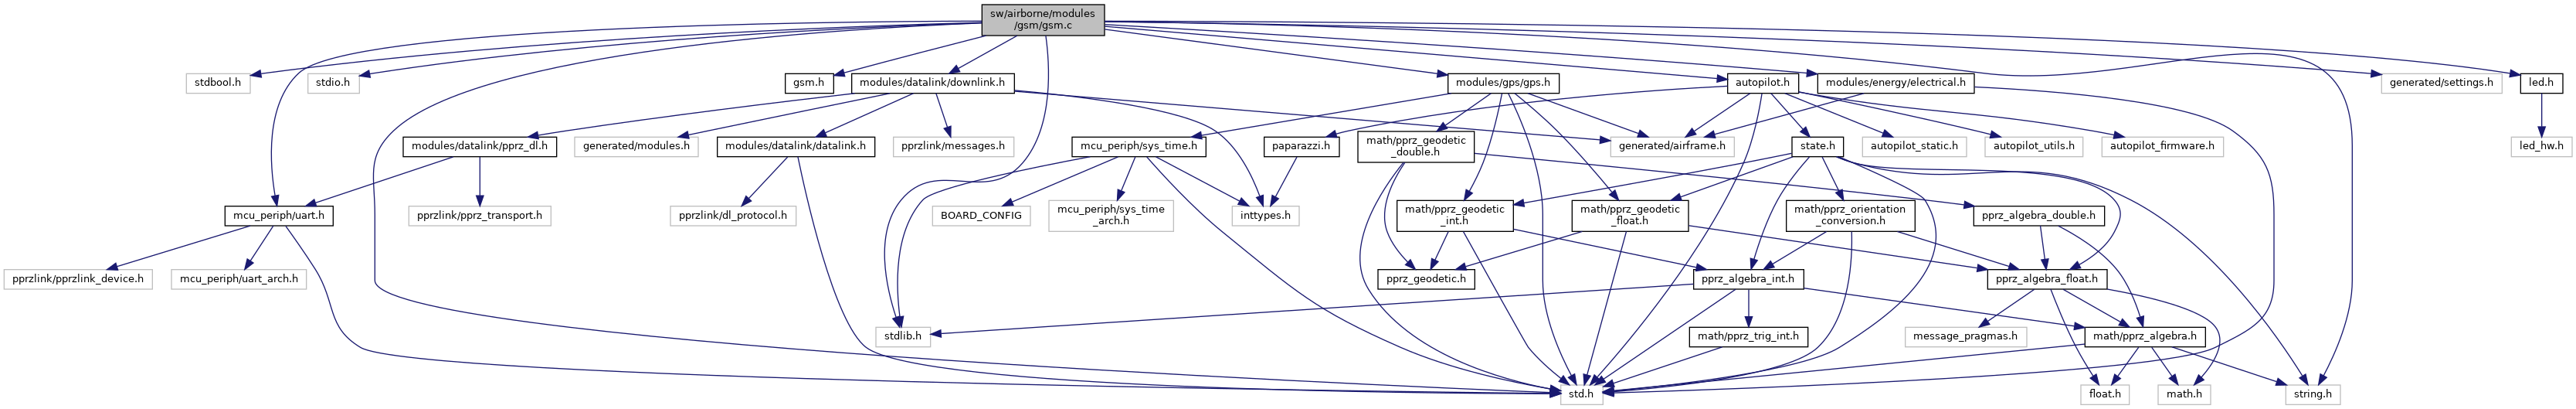 sw/airborne/modules
/gsm/gsm.c
stdbool.h
stdio.h
gsm.h
modules/datalink/downlink.h
modules/gps/gps.h
autopilot.h
modules/energy/electrical.h
generated/settings.h
led.h
modules/datalink/pprz_dl.h
generated/modules.h
modules/datalink/datalink.h
pprzlink/messages.h
mcu_periph/sys_time.h
paparazzi.h
math/pprz_geodetic
_double.h
generated/airframe.h
state.h
autopilot_static.h
autopilot_utils.h
autopilot_firmware.h
led_hw.h
mcu_periph/uart.h
pprzlink/pprz_transport.h
pprzlink/dl_protocol.h
BOARD_CONFIG
mcu_periph/sys_time
_arch.h
inttypes.h
math/pprz_geodetic
_int.h
math/pprz_geodetic
_float.h
math/pprz_orientation
_conversion.h
pprz_algebra_double.h
pprzlink/pprzlink_device.h
mcu_periph/uart_arch.h
pprz_geodetic.h
pprz_algebra_int.h
pprz_algebra_float.h
stdlib.h
math/pprz_trig_int.h
message_pragmas.h
math/pprz_algebra.h
std.h
float.h
math.h
string.h